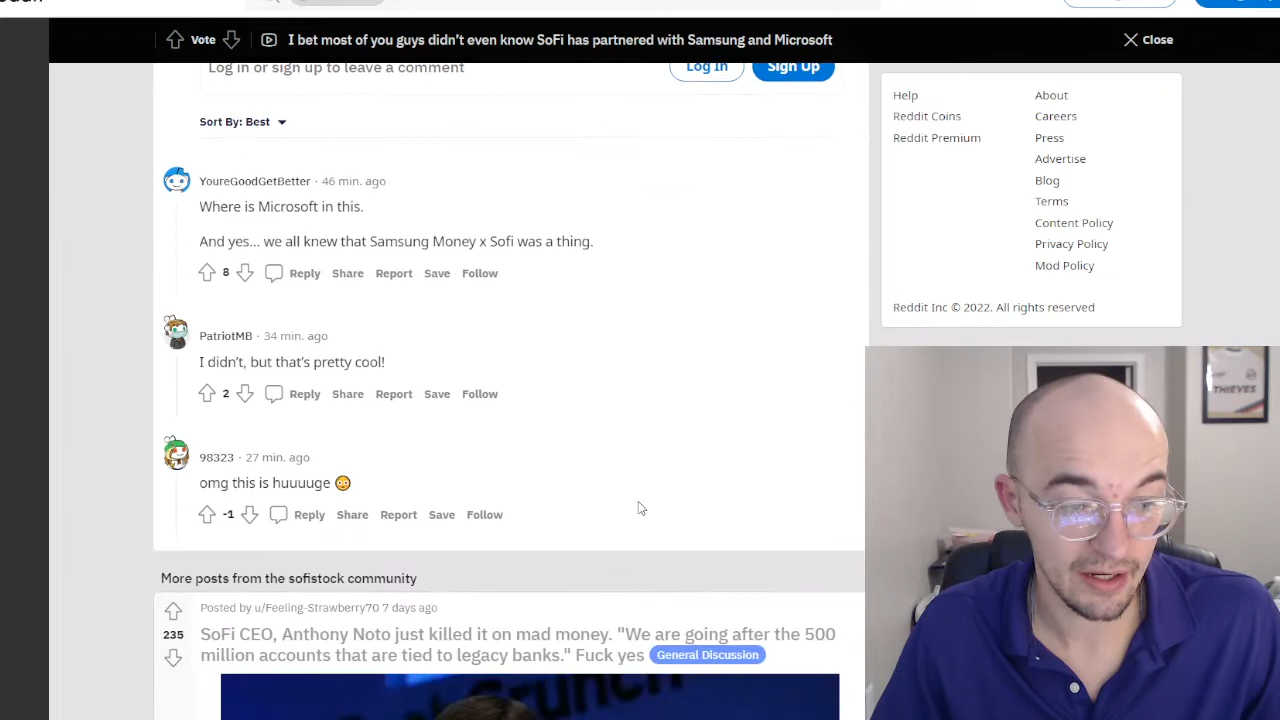 Vote
I bet most of you guys didn't even know SoFi has partnered with Samsung and Microsoft
Close
Log in or sign up to leave a comment
Log In
Sign Up
Sort By: Best
YoureGoodGetBetter · 46 min. ago
Where is Microsoft in this.
And yes... we all knew that Samsung Money x Sofi was a thing.
8 Reply Share Report Save Follow
PatriotMB · 34 min. ago
I didn't, but that's pretty cool!
2 Reply Share Report Save Follow
98323 · 27 min. ago
omg this is huuuuge 😳
-1 Reply Share Report Save Follow
More posts from the sofistock community
Posted by u/Feeling-Strawberry70 7 days ago
235
SoFi CEO, Anthony Noto just killed it on mad money. "We are going after the 500
million accounts that are tied to legacy banks." Fuck yes General Discussion
Help About
Reddit Coins Careers
Reddit Premium Press
Advertise
Blog
Terms
Content Policy
Privacy Policy
Mod Policy
Reddit Inc © 2022. All rights reserved
THIEVES